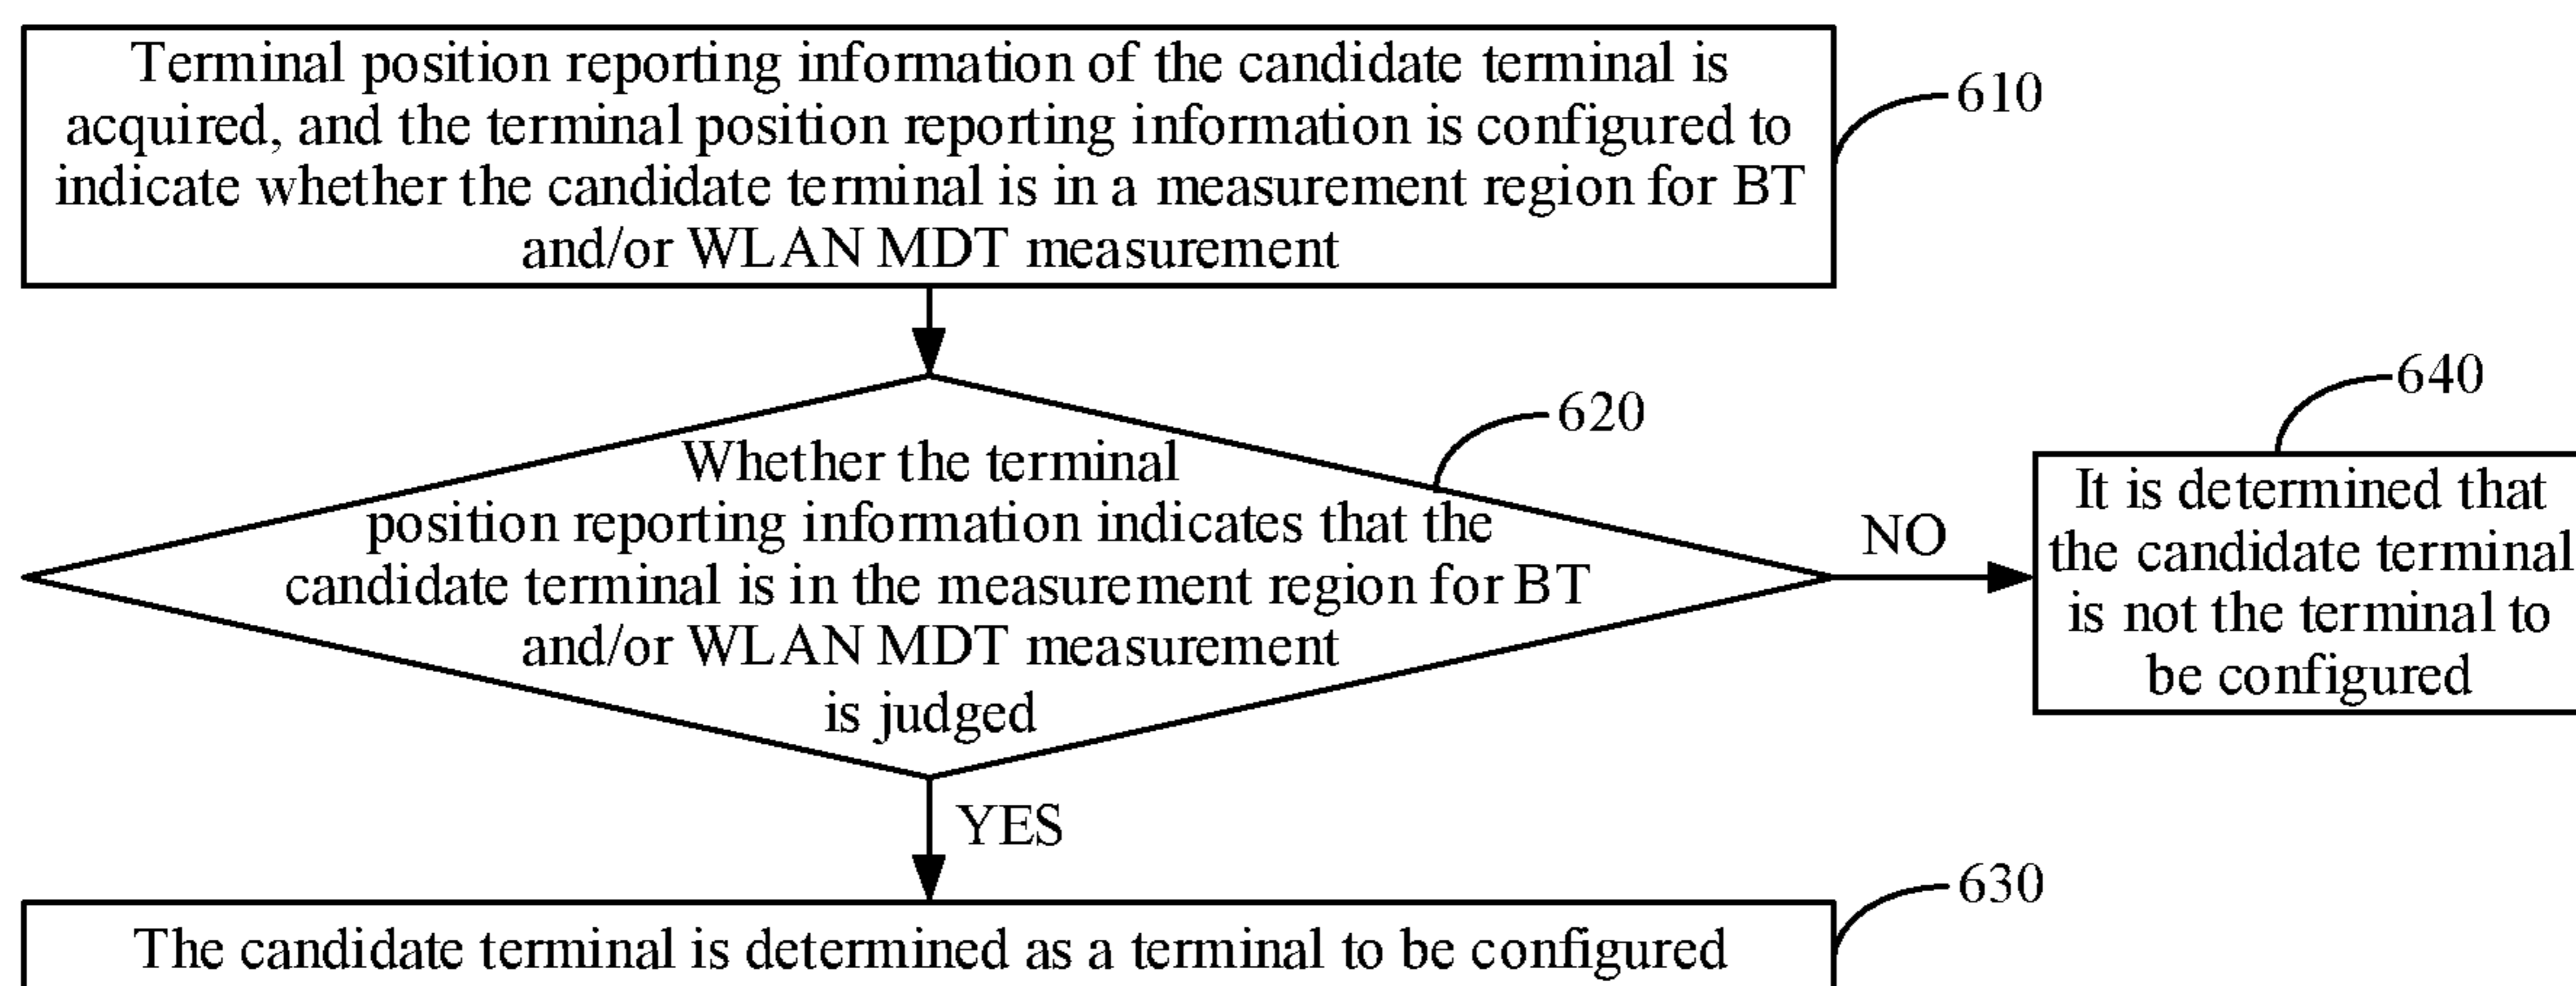 Terminal position reporting information of the candidate terminal is
acquired, and the terminal position reporting information is configured to
indicate whether the candidate terminal is in a measurement region for BT
and/or WLAN MDT measurement
610
Whether the terminal
position reporting information indicates that the
candidate terminal is in the measurement region for BT
and/or WLAN MDT measurement
is judged
620
NO
640
It is determined that
the candidate terminal
is not the terminal to
be configured
YES
630
The candidate terminal is determined as a terminal to be configured